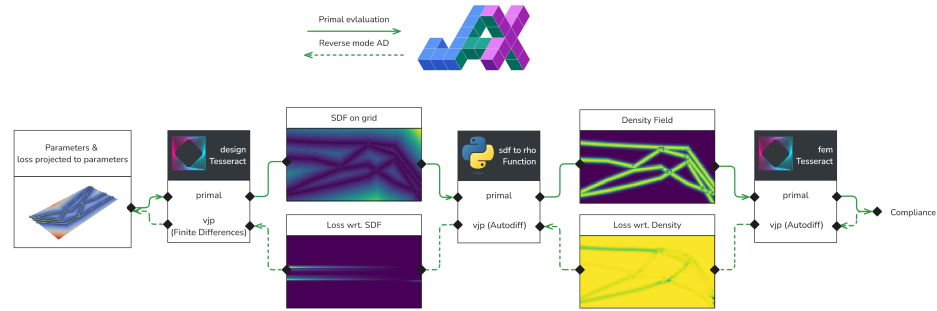 Primal evlaluation
Reverse mode AD
JAX
Parameters &
loss projected to parameters
design
Tesseract
primal
vjp
(Finite Differences)
SDF on grid
Loss wrt. SDF
sdf to rho
Function
primal
vjp (Autodiff)
Density Field
Loss wrt. Density
fem
Tesseract
primal
vjp (Autodiff)
Compliance